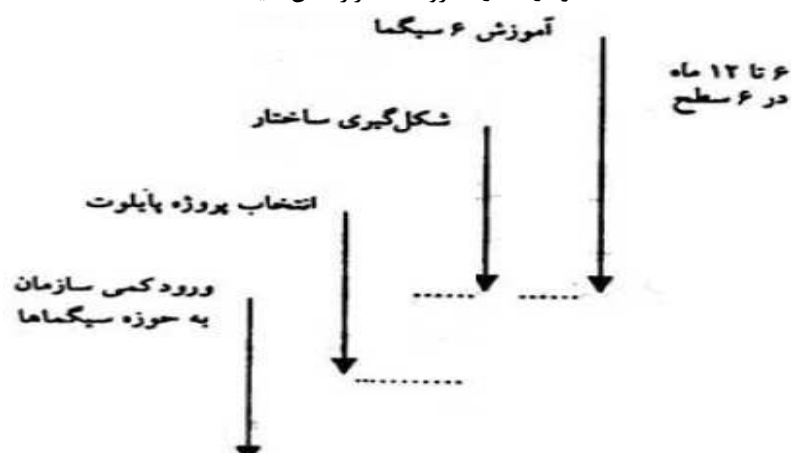 آموزش ۶ سیگما
۶ تا ۱۲ ماه
در ۶ سطح
شکل‌گیری ساختار
انتخاب پروژه پایلوت
ورود کمی سازمان
به حوزه سیگماها